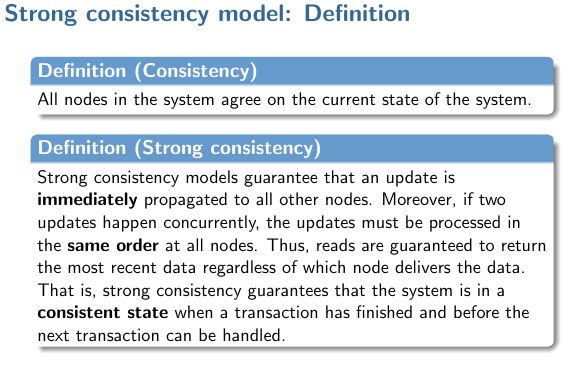 Strong consistency model: Definition
Definition (Consistency)
All nodes in the system agree on the current state of the system.
Definition (Strong consistency)
Strong consistency models guarantee that an update is
immediately propagated to all other nodes. Moreover, if two
updates happen concurrently, the updates must be processed in
the same order at all nodes. Thus, reads are guaranteed to return
the most recent data regardless of which node delivers the data.
That is, strong consistency guarantees that the system is in a
consistent state when a transaction has finished and before the
next transaction can be handled.